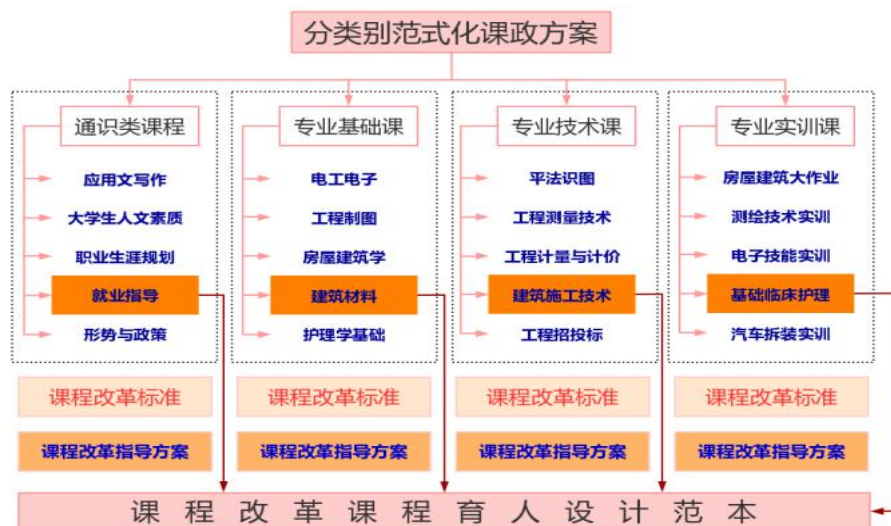 分类别范式化课政方案
通识类课程
应用文写作
大学生人文素质
职业生涯规划
就业指导
形势与政策
课程改革标准
课程改革指导方案
专业基础课
电工电子
工程制图
房屋建筑学
建筑材料
护理学基础
课程改革标准
课程改革指导方案
专业技术课
平法识图
工程测量技术
工程计量与计价
建筑施工技术
工程招投标
课程改革标准
课程改革指导方案
专业实训课
房屋建筑大作业
测绘技术实训
电子技能实训
基础临床护理
汽车拆装实训
课程改革标准
课程改革指导方案
课程改革课程育人设计范本